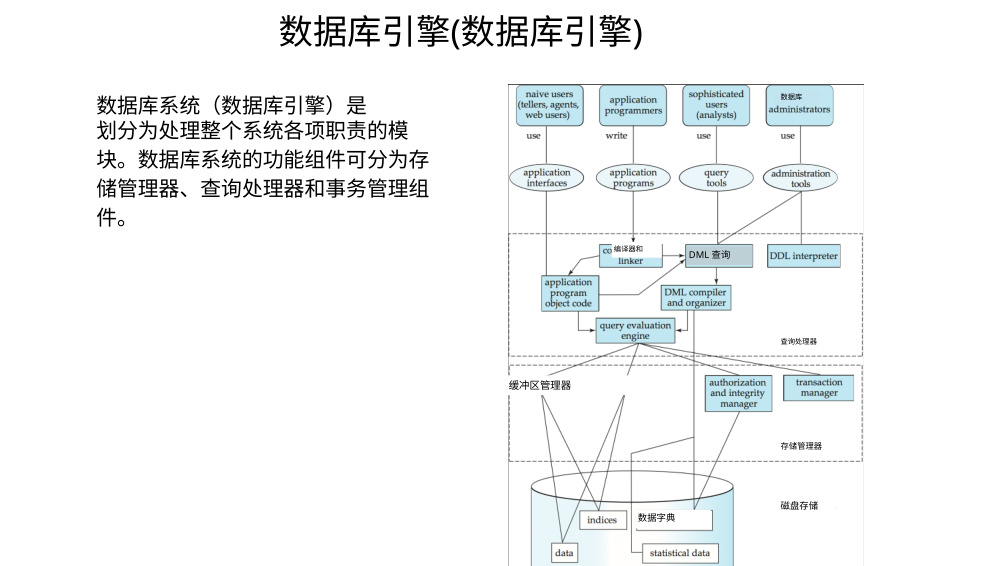 数据库引擎(数据库引擎)
数据库系统（数据库引擎）是
划分为处理整个系统各项职责的模
块。数据库系统的功能组件可分为存
储管理器、查询处理器和事务管理组
件。
naive users
(tellers, agents,
web users)
application
programmers
sophisticated
users
(analysts)
数据库
administrators
use
write
use
use
application
interfaces
application
programs
query
tools
administration
tools
co
编译器和
linker
DML 查询
DDL interpreter
application
program
object code
DML compiler
and organizer
query evaluation
engine
查询处理器
缓冲区管理器
authorization
and integrity
manager
transaction
manager
存储管理器
磁盘存储
indices
数据字典
data
statistical data